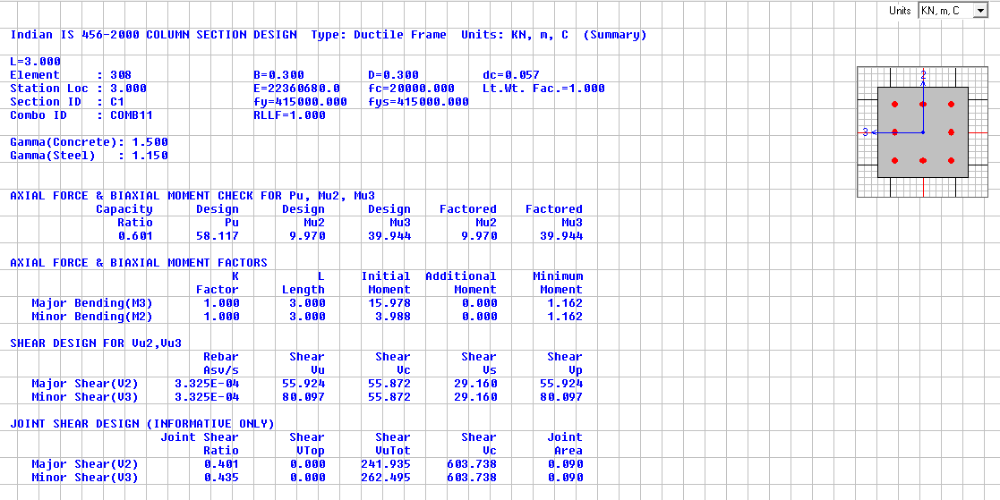 Units KN, m, C
Indian IS 456-2000 COLUMN SECTION DESIGN Type: Ductile Frame Units: KN, m, C (Summary)
L=3.000
Element : 308 B=0.300 D=0.300 dc=0.057
Station Loc : 3.000 E=22360680.0 fc=20000.000 Lt.Wt. Fac.=1.000
Section ID : C1 fy=415000.000 fys=415000.000
Combo ID : COMB11 RLLF=1.000
Gamma(Concrete): 1.500
Gamma(Steel) : 1.150
2
3
AXIAL FORCE & BIAXIAL MOMENT CHECK FOR Pu, Mu2, Mu3
Capacity Design Design Design Factored Factored
Ratio Pu Mu2 Mu3 Mu2 Mu3
0.601 58.117 9.970 39.944 9.970 39.944
AXIAL FORCE & BIAXIAL MOMENT FACTORS
K L Initial Additional Minimum
Factor Length Moment Moment Moment
Major Bending(M3) 1.000 3.000 15.978 0.000 1.162
Minor Bending(M2) 1.000 3.000 3.988 0.000 1.162
SHEAR DESIGN FOR Vu2,Vu3
Rebar Shear Shear Shear Shear
Asv/s Vu Vc Vs Vp
Major Shear(V2) 3.325E-04 55.924 55.872 29.160 55.924
Minor Shear(V3) 3.325E-04 80.097 55.872 29.160 80.097
JOINT SHEAR DESIGN (INFORMATIVE ONLY)
Joint Shear Shear Shear Shear Joint
Ratio VTop VuTot Vc Area
Major Shear(V2) 0.401 0.000 241.935 603.738 0.090
Minor Shear(V3) 0.435 0.000 262.495 603.738 0.090